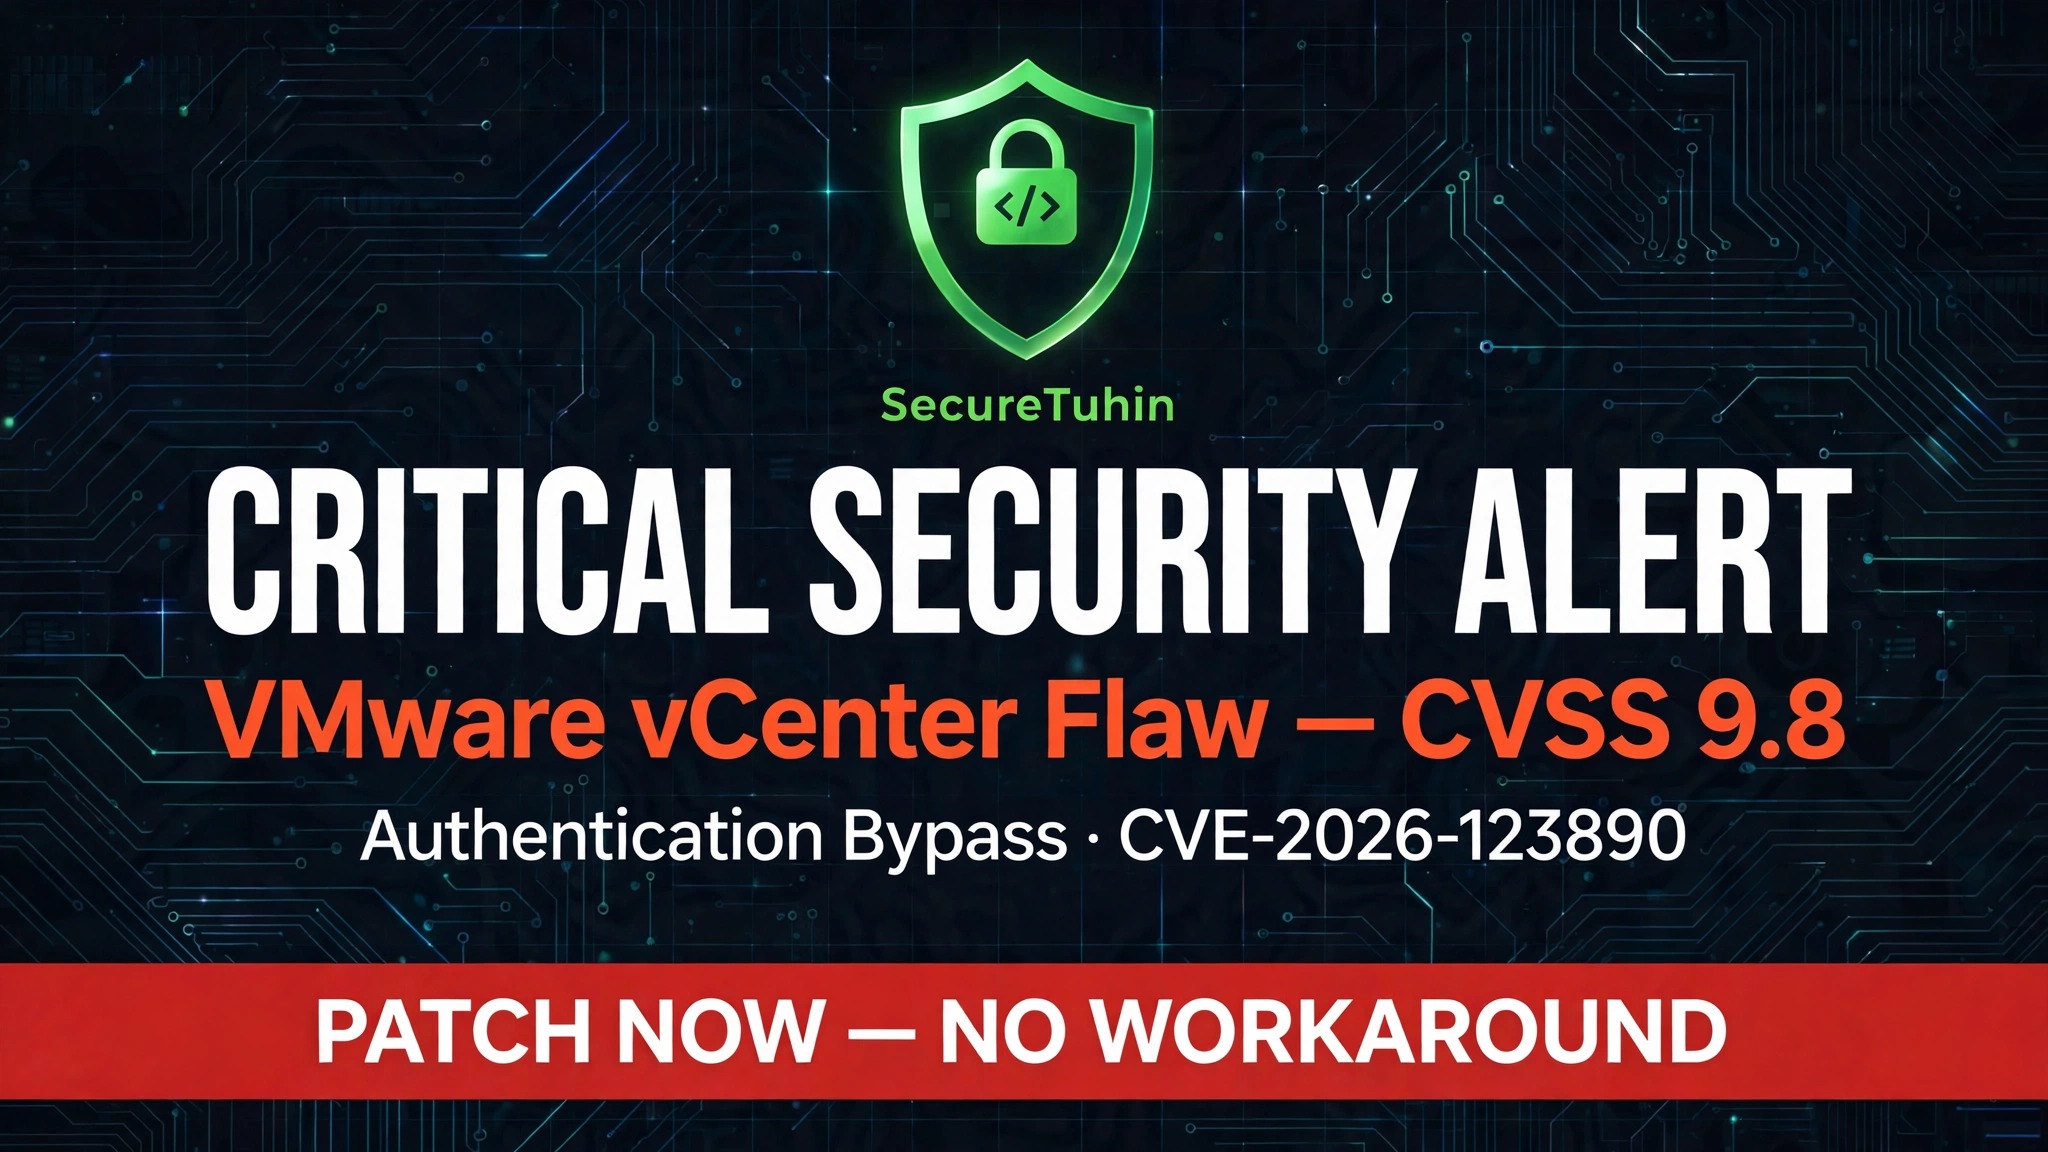 </>
SecureTuhin
CRITICAL SECURITY ALERT
VMware vCenter Flaw — CVSS 9.8
Authentication Bypass · CVE-2026-123890
PATCH NOW — NO WORKAROUND